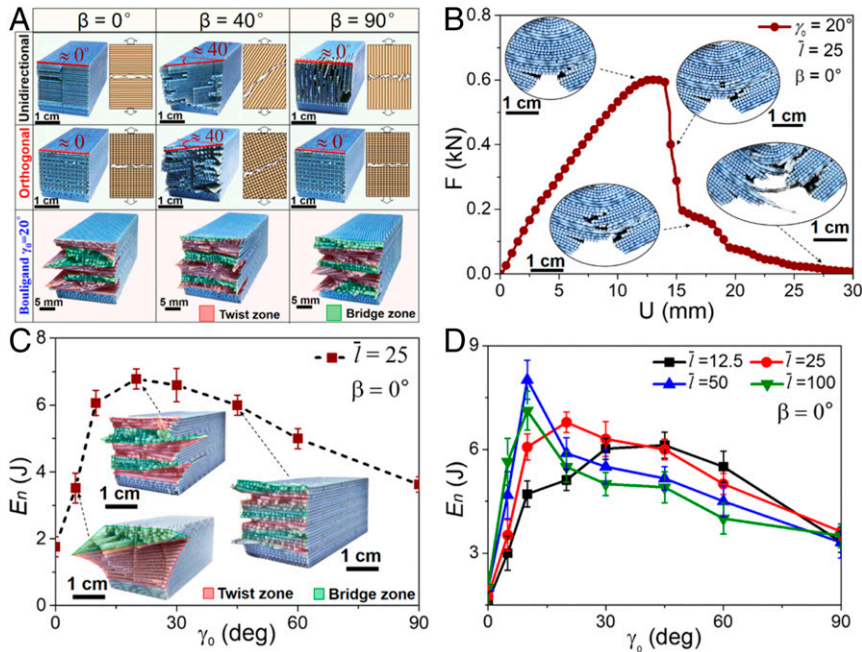 A
β = 0°
β = 40°
β = 90°
Unidirectional
≈ 0°
≈ 40
≈ 0°
1 cm
1 cm
1 cm
Orthogonal
≈ 0°
≈ 40
≈ 0°
1 cm
1 cm
1 cm
Bouligand γ₀=20°
5 mm
5 mm
5 mm
Twist zone
Bridge zone
B
γ₀ = 20°
l̄ = 25
β = 0°
1 cm
1 cm
1 cm
1 cm
F (kN)
0.8
0.6
0.4
0.2
0.0
0 5 10 15 20 25 30
U (mm)
C
l̄ = 25
β = 0°
1 cm
1 cm
1 cm
Twist zone
Bridge zone
Eₙ (J)
8
6
4
2
0
0 30 60 90
γ₀ (deg)
D
l̄ = 12.5
l̄ = 25
l̄ = 50
l̄ = 100
β = 0°
Eₙ (J)
9
6
3
0 30 60 90
γ₀ (deg)